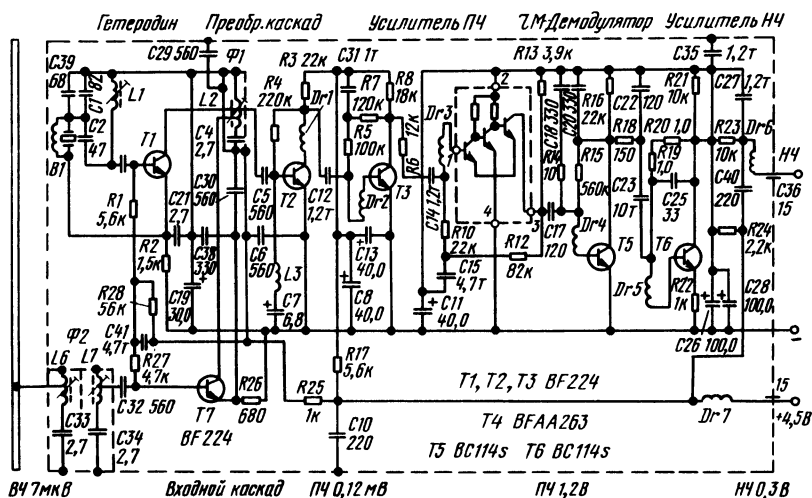 Гетеродин Преобр.каскад Усилитель ПЧ ЧМ-Демодулятор Усилитель НЧ
C29 560 Ф1 R3 22к C31 1т R13 3,9к C35 1,2т
C39 68 C1 82 L1 L2 R4 220к Dr1 R7 120к R8 18к 2 C18 330 C20 330 R16 22к C22 120 R21 10к C27 1,2т
C2 47 T1 C4 2,7 R5 100к 12к R6 Dr3 1 R14 10 R18 150 R20 1,0 R23 10к Dr6
B1 C30 560 C5 560 T2 C12 1,2т Dr2 T3 C14 1,2т R15 560к R19 1,0 НЧ
R1 5,6к C21 2,7 4 3 C17 120 Dr4 C23 10т C25 33 C40 220 C36 15
R2 1,5к C38 330 C6 560 C13 40,0 R10 22к R12 82к T5 T6 R24 2,2к
R28 56к C19 30,0 + L3 C7 6,8 + C8 40,0 + C15 4,7т C11 40,0 + Dr5 R22 1к + + C28 100,0
Ф2 C41 4,7т C26 100,0 −
L6 L7 R27 4,7к R17 5,6к
C32 560 R26 680 R25 1к T1, T2, T3 BF224 15
C33 2,7 C34 2,7 T7 BF224 C10 220 T4 BFAA263 Dr7 +4,5В
T5 BC114s T6 BC114s
ВЧ 7мкВ Входной каскад ПЧ 0,12 мВ ПЧ 1,2В НЧ 0,3 В